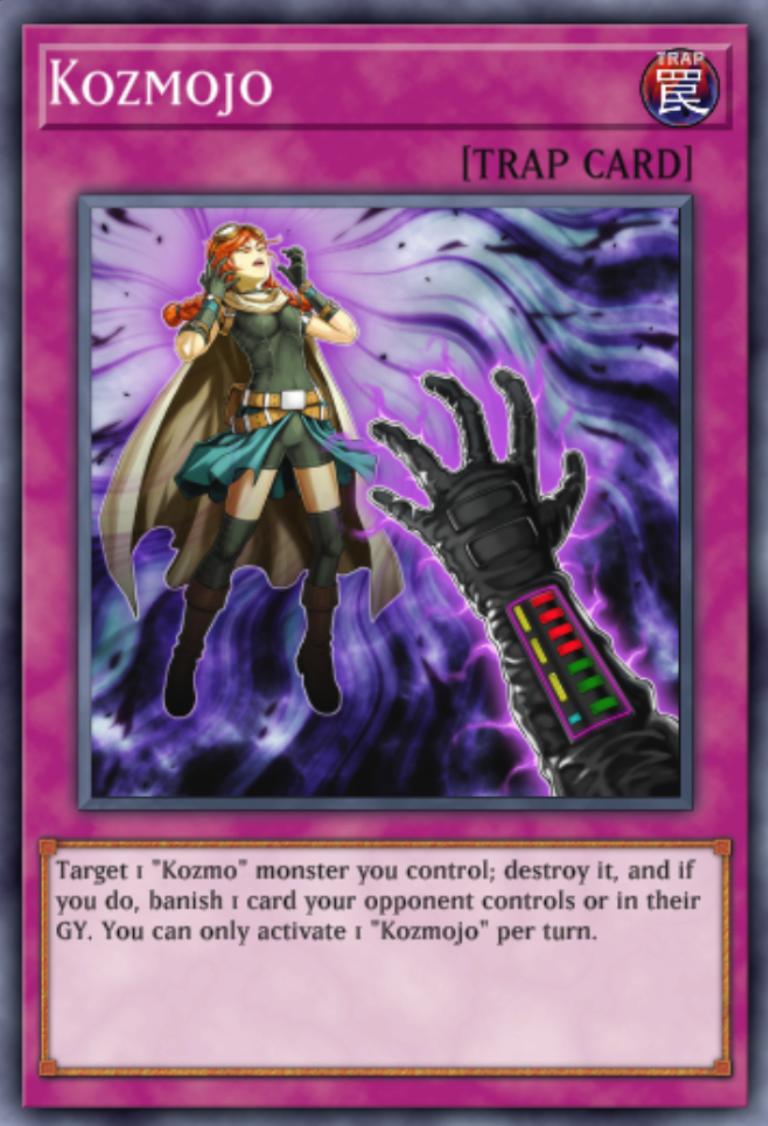 Kozmojo
TRAP
罠
[TRAP CARD]
Target 1 "Kozmo" monster you control; destroy it, and if
you do, banish 1 card your opponent controls or in their
GY. You can only activate 1 "Kozmojo" per turn.